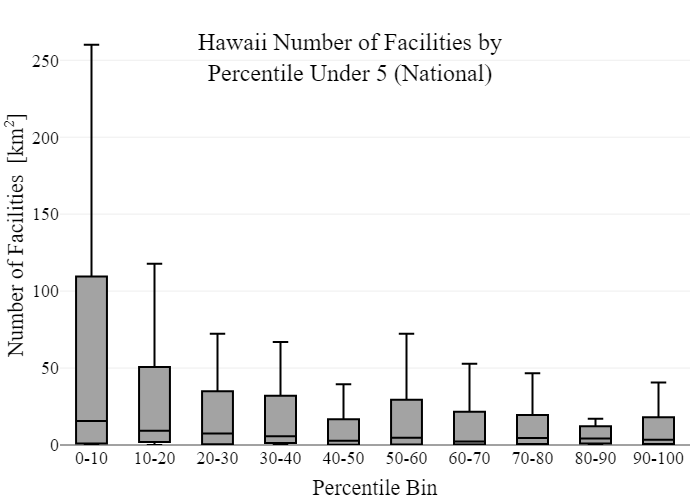 Hawaii Number of Facilities by
Percentile Under 5 (National)
Number of Facilities [km²]
250
200
150
100
50
0
0-10 10-20 20-30 30-40 40-50 50-60 60-70 70-80 80-90 90-100
Percentile Bin